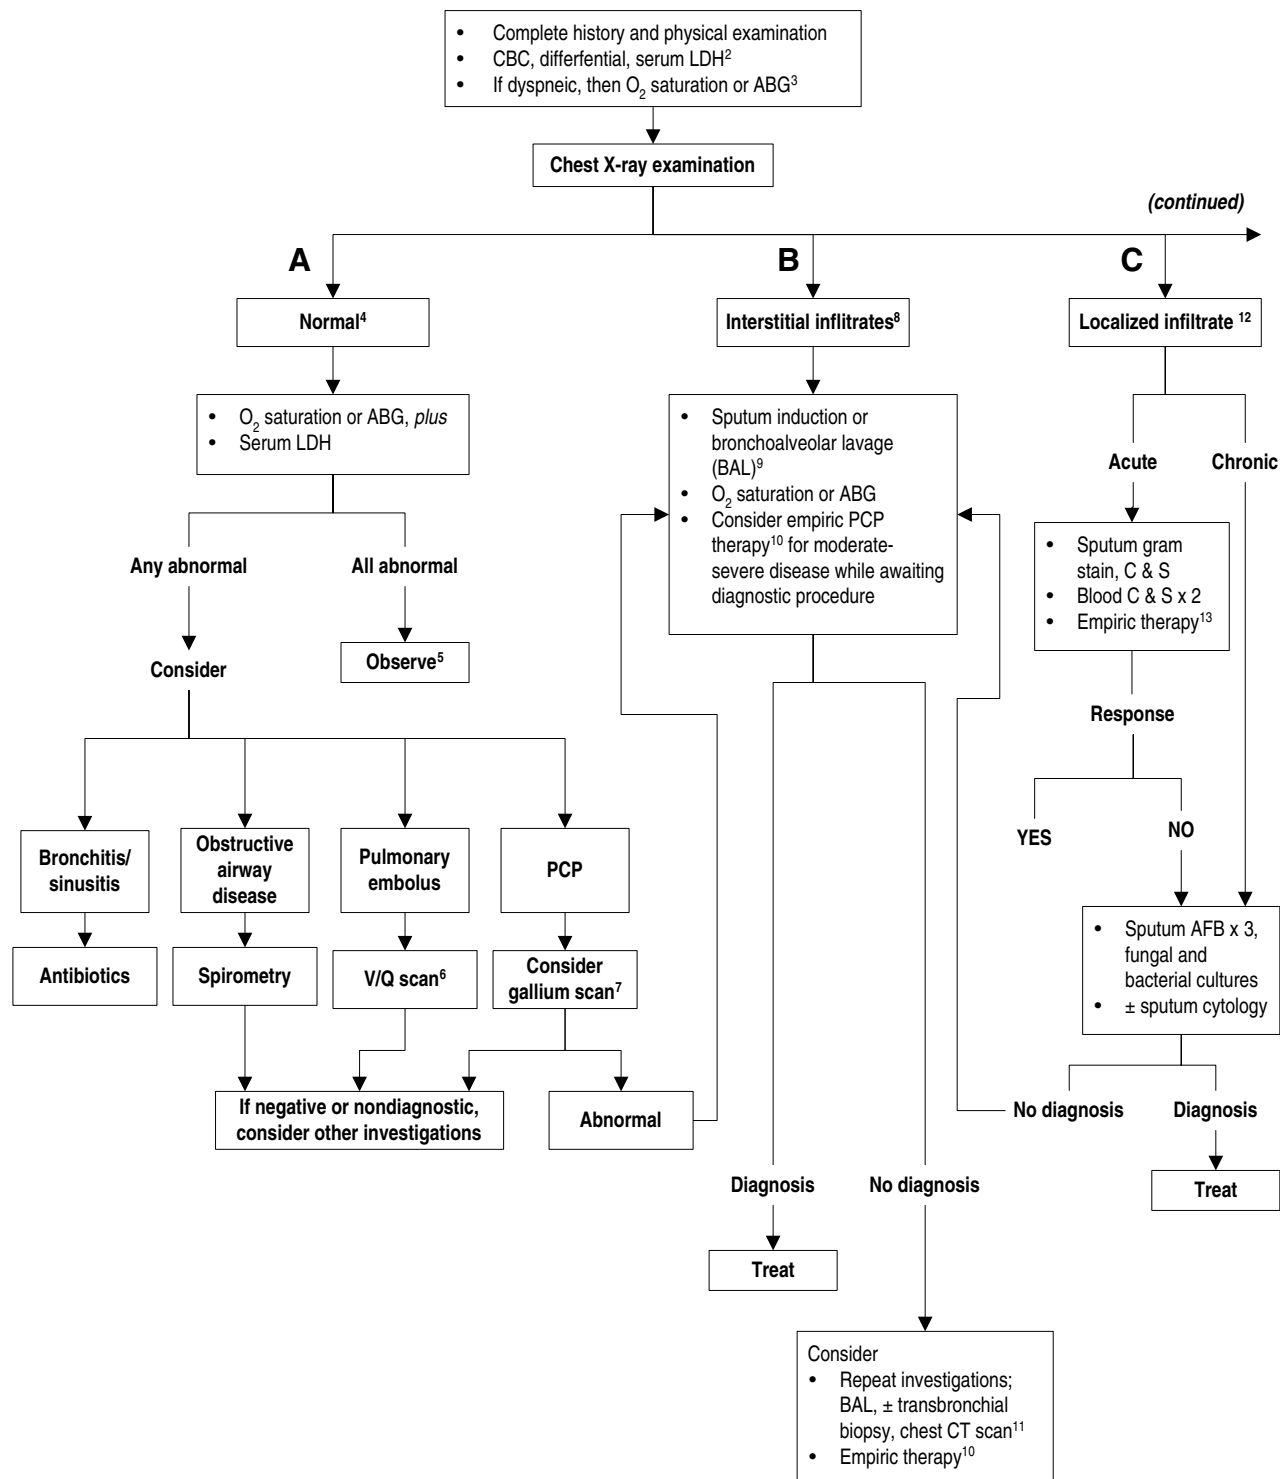 • Complete history and physical examination
• CBC, differfential, serum LDH²
• If dyspneic, then O₂ saturation or ABG³
Chest X-ray examination
(continued)
A
B
C
Normal⁴
Interstitial inflitrates⁸
Localized infiltrate ¹²
• O₂ saturation or ABG, plus
• Serum LDH
• Sputum induction or
bronchoalveolar lavage
(BAL)⁹
• O₂ saturation or ABG
• Consider empiric PCP
therapy¹⁰ for moderate-
severe disease while awaiting
diagnostic procedure
Acute
Chronic
• Sputum gram
stain, C & S
• Blood C & S x 2
• Empiric therapy¹³
Any abnormal
All abnormal
Consider
Observe⁵
Response
YES
NO
Bronchitis/
sinusitis
Obstructive
airway
disease
Pulmonary
embolus
PCP
Antibiotics
Spirometry
V/Q scan⁶
Consider
gallium scan⁷
• Sputum AFB x 3,
fungal and
bacterial cultures
• ± sputum cytology
If negative or nondiagnostic,
consider other investigations
Abnormal
No diagnosis
Diagnosis
Treat
Diagnosis
No diagnosis
Treat
Consider
• Repeat investigations;
BAL, ± transbronchial
biopsy, chest CT scan¹¹
• Empiric therapy¹⁰